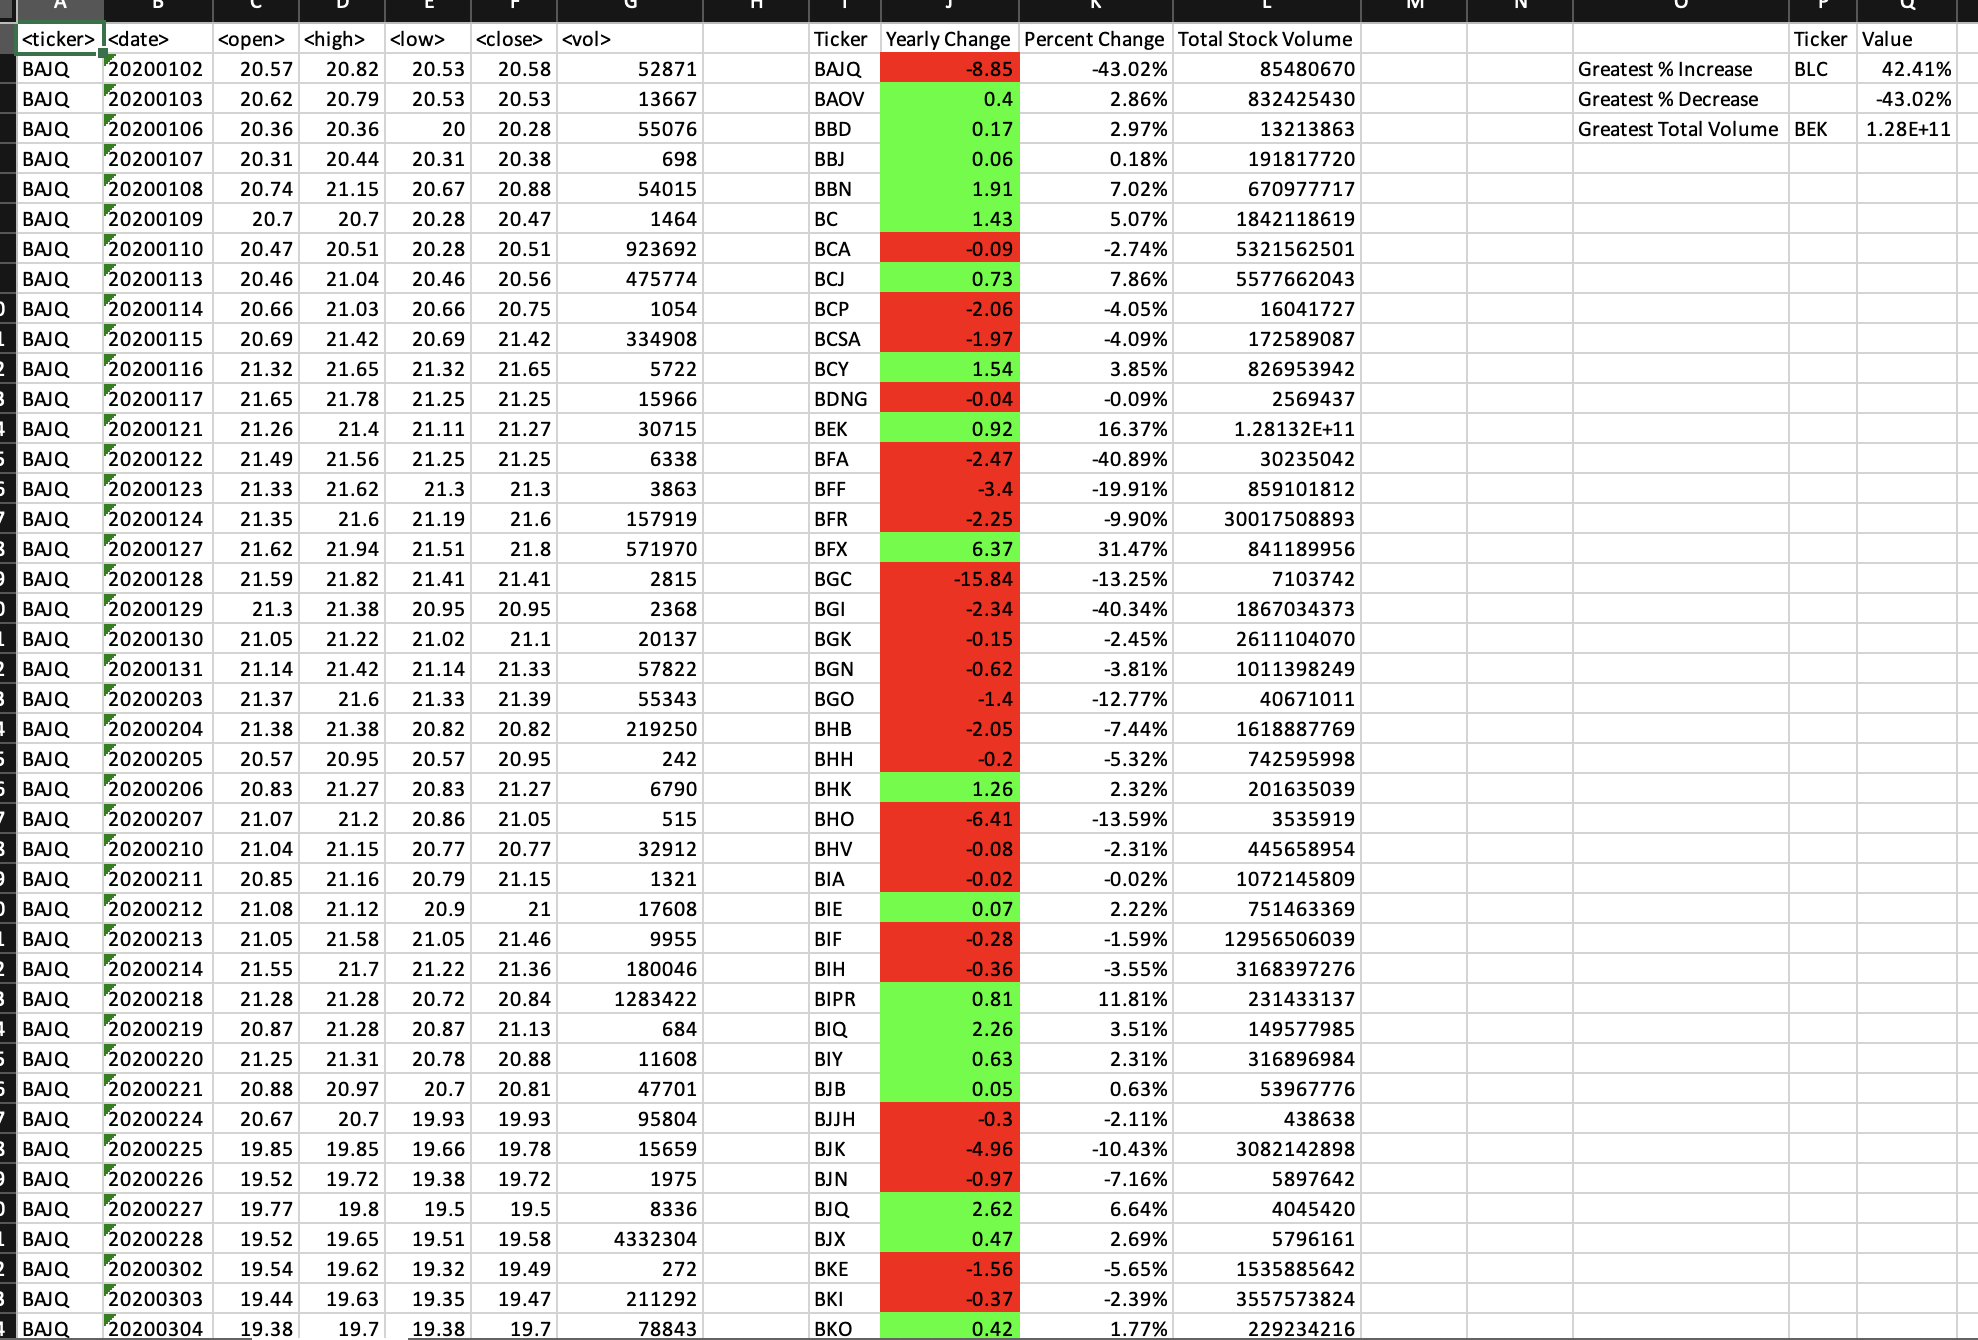 A B C D E F G H I J K L M N O P Q
<ticker> <date> <open> <high> <low> <close> <vol> Ticker Yearly Change Percent Change Total Stock Volume Ticker Value
BAJQ 20200102 20.57 20.82 20.53 20.58 52871 BAJQ -8.85 -43.02% 85480670 Greatest % Increase BLC 42.41%
BAJQ 20200103 20.62 20.79 20.53 20.53 13667 BAOV 0.4 2.86% 832425430 Greatest % Decrease -43.02%
BAJQ 20200106 20.36 20.36 20 20.28 55076 BBD 0.17 2.97% 13213863 Greatest Total Volume BEK 1.28E+11
BAJQ 20200107 20.31 20.44 20.31 20.38 698 BBJ 0.06 0.18% 191817720
BAJQ 20200108 20.74 21.15 20.67 20.88 54015 BBN 1.91 7.02% 670977717
BAJQ 20200109 20.7 20.7 20.28 20.47 1464 BC 1.43 5.07% 1842118619
BAJQ 20200110 20.47 20.51 20.28 20.51 923692 BCA -0.09 -2.74% 5321562501
BAJQ 20200113 20.46 21.04 20.46 20.56 475774 BCJ 0.73 7.86% 5577662043
BAJQ 20200114 20.66 21.03 20.66 20.75 1054 BCP -2.06 -4.05% 16041727
BAJQ 20200115 20.69 21.42 20.69 21.42 334908 BCSA -1.97 -4.09% 172589087
BAJQ 20200116 21.32 21.65 21.32 21.65 5722 BCY 1.54 3.85% 826953942
BAJQ 20200117 21.65 21.78 21.25 21.25 15966 BDNG -0.04 -0.09% 2569437
BAJQ 20200121 21.26 21.4 21.11 21.27 30715 BEK 0.92 16.37% 1.28132E+11
BAJQ 20200122 21.49 21.56 21.25 21.25 6338 BFA -2.47 -40.89% 30235042
BAJQ 20200123 21.33 21.62 21.3 21.3 3863 BFF -3.4 -19.91% 859101812
BAJQ 20200124 21.35 21.6 21.19 21.6 157919 BFR -2.25 -9.90% 30017508893
BAJQ 20200127 21.62 21.94 21.51 21.8 571970 BFX 6.37 31.47% 841189956
BAJQ 20200128 21.59 21.82 21.41 21.41 2815 BGC -15.84 -13.25% 7103742
BAJQ 20200129 21.3 21.38 20.95 20.95 2368 BGI -2.34 -40.34% 1867034373
BAJQ 20200130 21.05 21.22 21.02 21.1 20137 BGK -0.15 -2.45% 2611104070
BAJQ 20200131 21.14 21.42 21.14 21.33 57822 BGN -0.62 -3.81% 1011398249
BAJQ 20200203 21.37 21.6 21.33 21.39 55343 BGO -1.4 -12.77% 40671011
BAJQ 20200204 21.38 21.38 20.82 20.82 219250 BHB -2.05 -7.44% 1618887769
BAJQ 20200205 20.57 20.95 20.57 20.95 242 BHH -0.2 -5.32% 742595998
BAJQ 20200206 20.83 21.27 20.83 21.27 6790 BHK 1.26 2.32% 201635039
BAJQ 20200207 21.07 21.2 20.86 21.05 515 BHO -6.41 -13.59% 3535919
BAJQ 20200210 21.04 21.15 20.77 20.77 32912 BHV -0.08 -2.31% 445658954
BAJQ 20200211 20.85 21.16 20.79 21.15 1321 BIA -0.02 -0.02% 1072145809
BAJQ 20200212 21.08 21.12 20.9 21 17608 BIE 0.07 2.22% 751463369
BAJQ 20200213 21.05 21.58 21.05 21.46 9955 BIF -0.28 -1.59% 12956506039
BAJQ 20200214 21.55 21.7 21.22 21.36 180046 BIH -0.36 -3.55% 3168397276
BAJQ 20200218 21.28 21.28 20.72 20.84 1283422 BIPR 0.81 11.81% 231433137
BAJQ 20200219 20.87 21.28 20.87 21.13 684 BIQ 2.26 3.51% 149577985
BAJQ 20200220 21.25 21.31 20.78 20.88 11608 BIY 0.63 2.31% 316896984
BAJQ 20200221 20.88 20.97 20.7 20.81 47701 BJB 0.05 0.63% 53967776
BAJQ 20200224 20.67 20.7 19.93 19.93 95804 BJJH -0.3 -2.11% 438638
BAJQ 20200225 19.85 19.85 19.66 19.78 15659 BJK -4.96 -10.43% 3082142898
BAJQ 20200226 19.52 19.72 19.38 19.72 1975 BJN -0.97 -7.16% 5897642
BAJQ 20200227 19.77 19.8 19.5 19.5 8336 BJQ 2.62 6.64% 4045420
BAJQ 20200228 19.52 19.65 19.51 19.58 4332304 BJX 0.47 2.69% 5796161
BAJQ 20200302 19.54 19.62 19.32 19.49 272 BKE -1.56 -5.65% 1535885642
BAJQ 20200303 19.44 19.63 19.35 19.47 211292 BKI -0.37 -2.39% 3557573824
BAJQ 20200304 19.38 19.7 19.38 19.7 78843 BKO 0.42 1.77% 229234216